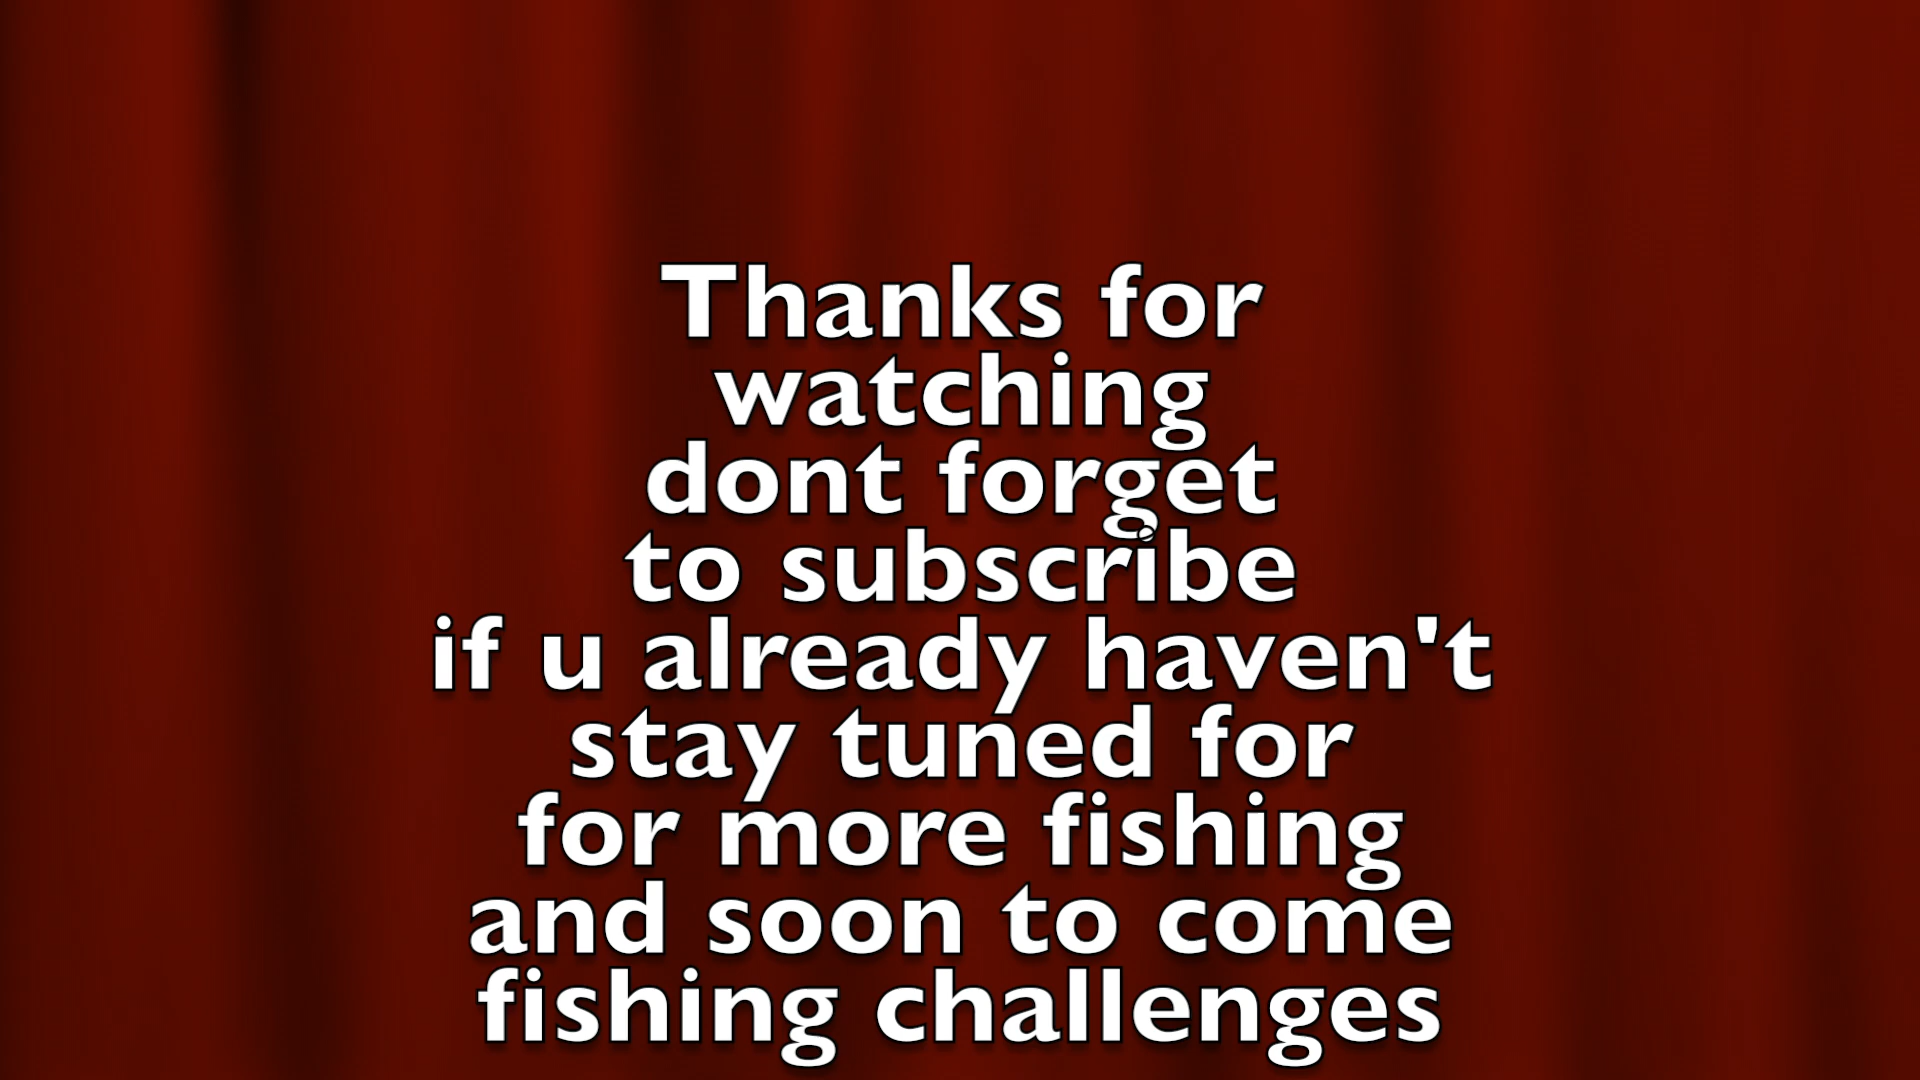 Thanks for
watching
dont forget
to subscribe
if u already haven't
stay tuned for
for more fishing
and soon to come
fishing challenges